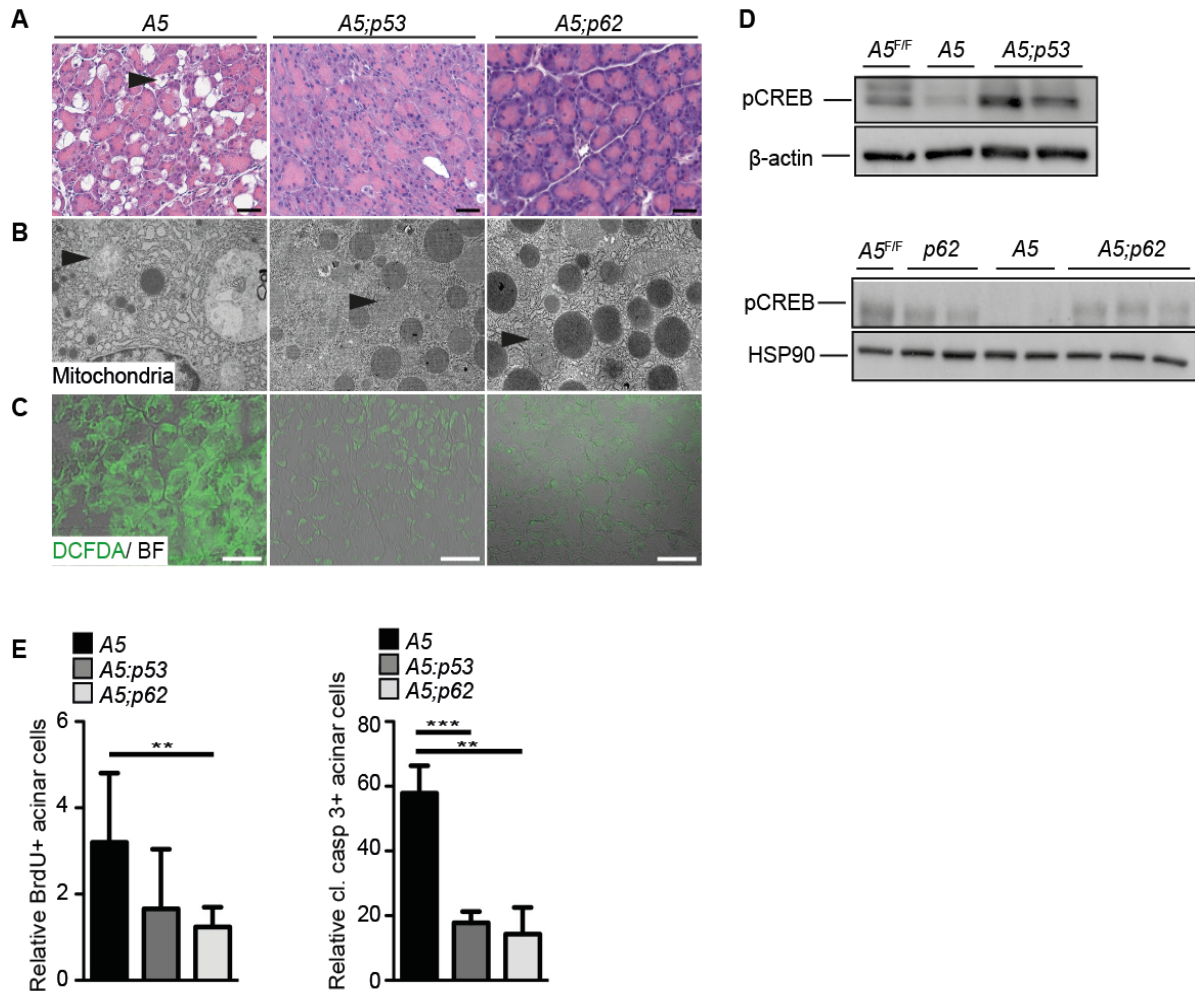 A
A5
A5;p53
A5;p62
B
Mitochondria
C
DCFDA/ BF
D
A5F/F A5 A5;p53
pCREB
β-actin
A5F/F p62 A5 A5;p62
pCREB
HSP90
E
A5
A5:p53
A5;p62
Relative BrdU+ acinar cells
6
4
2
0
**
A5
A5:p53
A5;p62
Relative cl. casp 3+ acinar cells
80
60
40
20
0
***
**